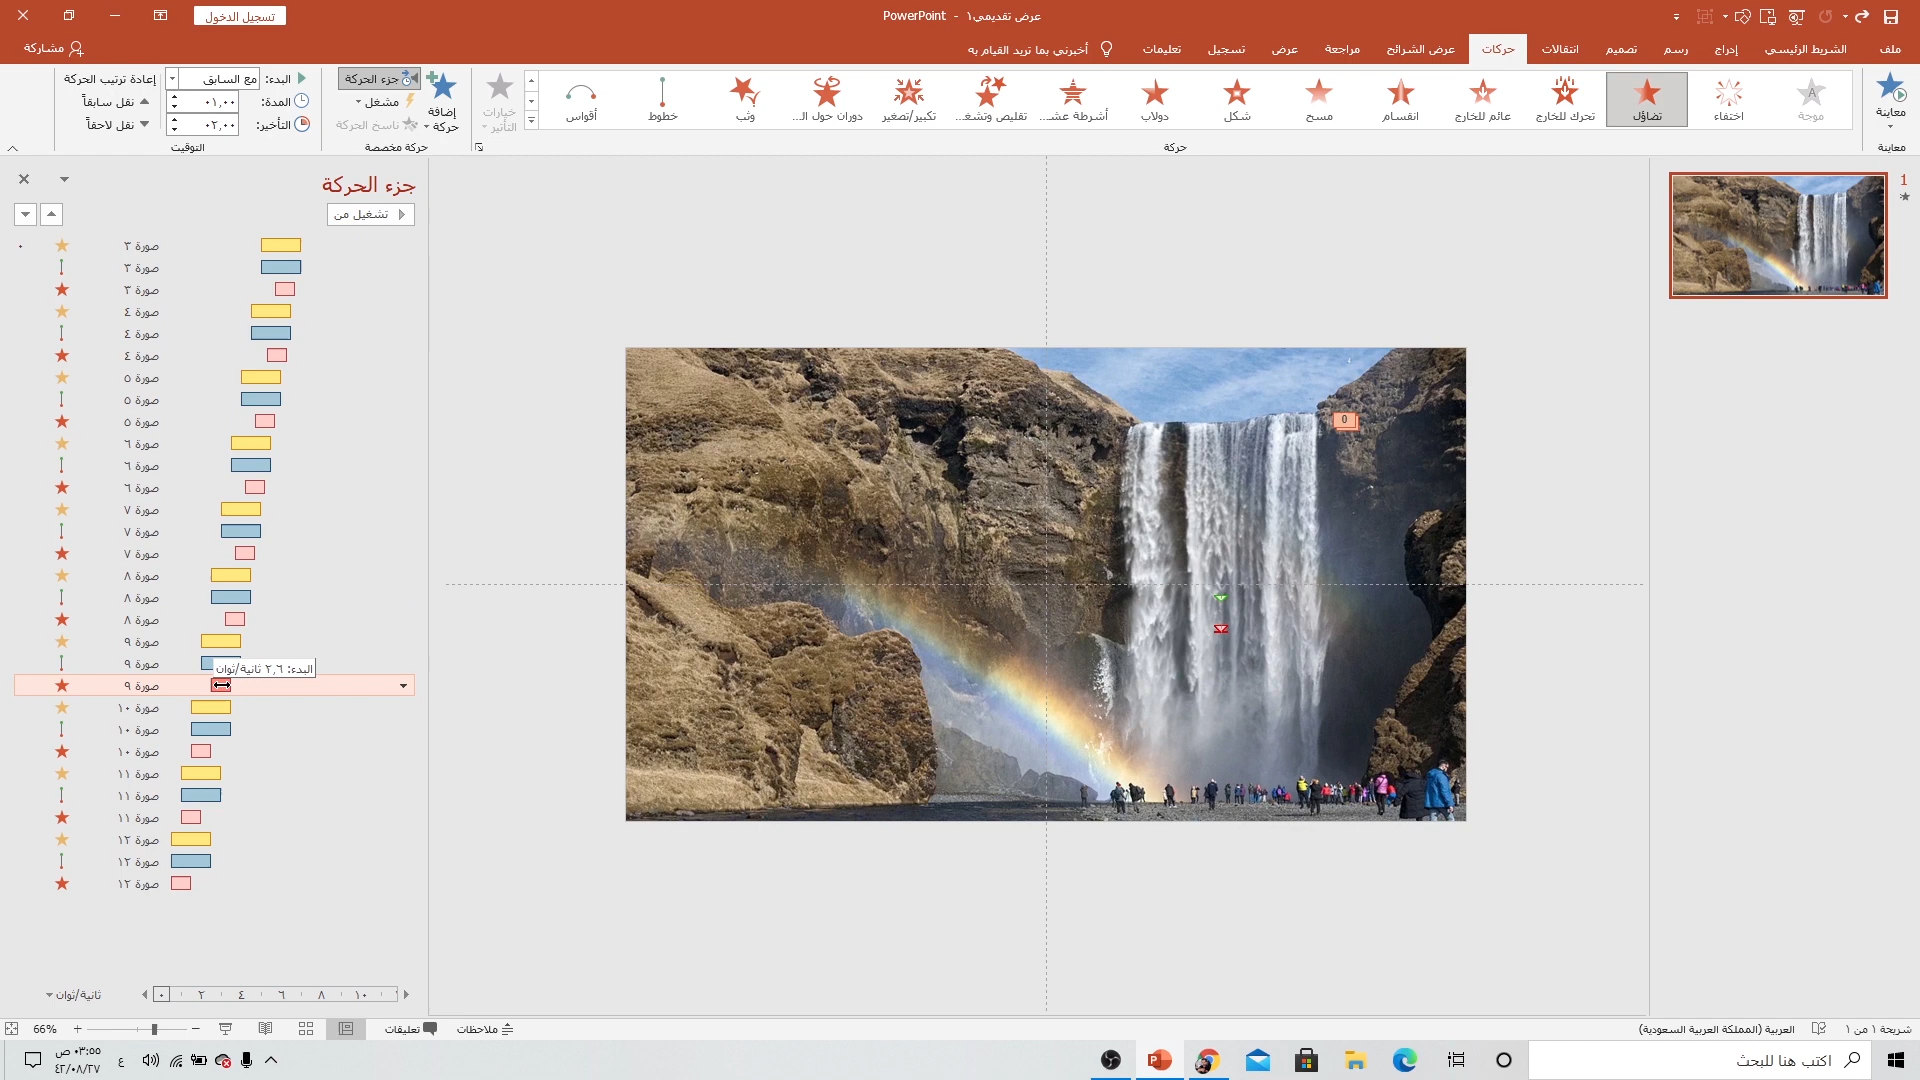 عرض تقديمي١ - PowerPoint
تسجيل الدخول
ملف
الشريط الرئيسي
إدراج
رسم
تصميم
انتقالات
حركات
عرض الشرائح
مراجعة
عرض
تسجيل
تعليمات
أخبرني بما تريد القيام به
مشاركة
معاينة
موجة
اختفاء
تضاؤل
تحرك للخارج
عائم للخارج
انقسام
مسح
شكل
دولاب
أشرطة عشـ...
تقليص وتشغـ...
تكبير/تصغير
دوران حول الـ...
وثب
خطوط
أقواس
خيارات التأثير
إضافة حركة
جزء الحركة
مشغل
ناسخ الحركة
البدء: مع السابق
المدة: ٠١,٠٠
التأخير: ٠٢,٠٠
إعادة ترتيب الحركة
نقل سابقاً
نقل لاحقاً
معاينة
حركة
حركة مخصصة
التوقيت
جزء الحركة
تشغيل من
٠
صورة ٣
صورة ٣
صورة ٣
صورة ٤
صورة ٤
صورة ٤
صورة ٥
صورة ٥
صورة ٥
صورة ٦
صورة ٦
صورة ٦
صورة ٧
صورة ٧
صورة ٧
صورة ٨
صورة ٨
صورة ٨
صورة ٩
صورة ٩
البدء: ٢,٦ ثانية/ثوان
صورة ٩
صورة ١٠
صورة ١٠
صورة ١٠
صورة ١١
صورة ١١
صورة ١١
صورة ١٢
صورة ١٢
صورة ١٢
ثانية/ثوان
٠ ٢ ٤ ٦ ٨ ١٠
0
1
شريحة ١ من ١
العربية (المملكة العربية السعودية)
ملاحظات
تعليقات
66%
اكتب هنا للبحث
ع
٠٣:٥٥ ص
٤٢/٠٨/٢٧